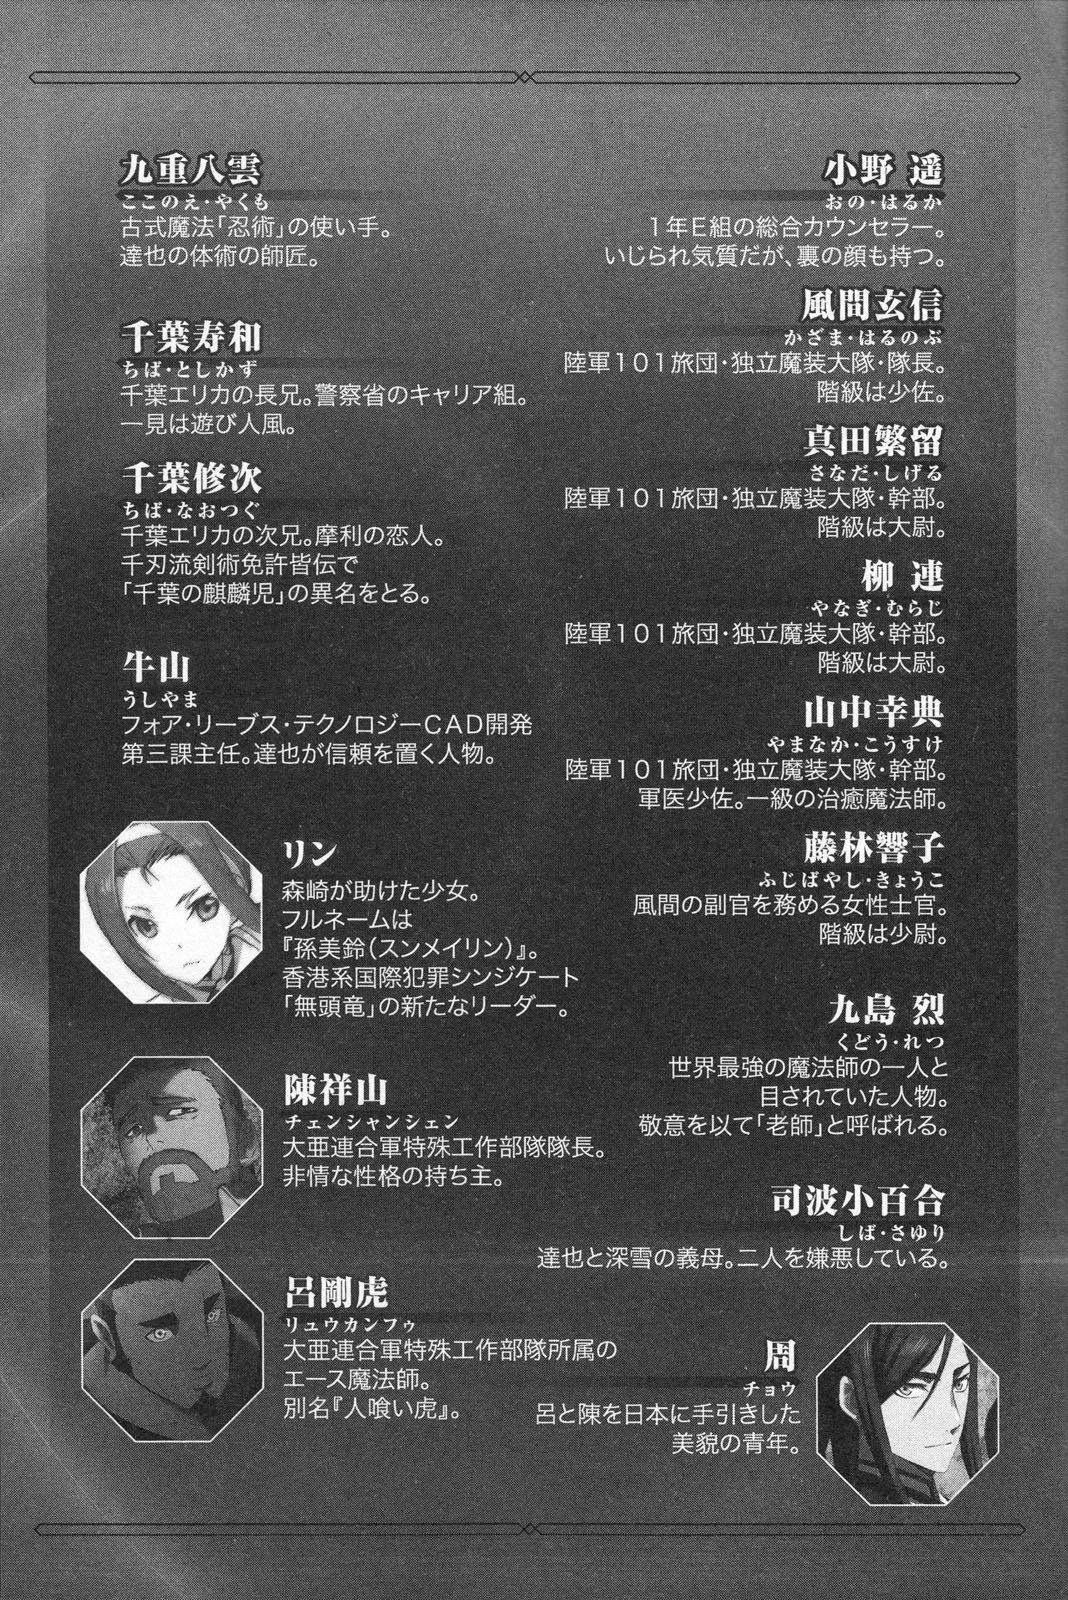 九重八雲
ここのえ・やくも
古式魔法「忍術」の使い手。
達也の体術の師匠。
千葉寿和
ちば・としかず
千葉エリカの長兄。警察省のキャリア組。
一見は遊び人風。
千葉修次
ちば・なおつぐ
千葉エリカの次兄。摩利の恋人。
千刃流剣術免許皆伝で
「千葉の麒麟児」の異名をとる。
牛山
うしやま
フォア・リーブス・テクノロジーCAD開発
第三課主任。達也が信頼を置く人物。
リン
森崎が助けた少女。
フルネームは
『孫美鈴（スンメイリン）』。
香港系国際犯罪シンジケート
「無頭竜」の新たなリーダー。
陳祥山
チェンシャンシェン
大亜連合軍特殊工作部隊隊長。
非情な性格の持ち主。
呂剛虎
リュウカンフゥ
大亜連合軍特殊工作部隊所属の
エース魔法師。
別名『人喰い虎』。
小野 遥
おの・はるか
1年E組の総合カウンセラー。
いじられ気質だが、裏の顔も持つ。
風間玄信
かざま・はるのぶ
陸軍101旅団・独立魔装大隊・隊長。
階級は少佐。
真田繁留
さなだ・しげる
陸軍101旅団・独立魔装大隊・幹部。
階級は大尉。
柳 連
やなぎ・むらじ
陸軍101旅団・独立魔装大隊・幹部。
階級は大尉。
山中幸典
やまなか・こうすけ
陸軍101旅団・独立魔装大隊・幹部。
軍医少佐。一級の治癒魔法師。
藤林響子
ふじばやし・きょうこ
風間の副官を務める女性士官。
階級は少尉。
九島 烈
くどう・れつ
世界最強の魔法師の一人と
目されていた人物。
敬意を以て「老師」と呼ばれる。
司波小百合
しば・さゆり
達也と深雪の義母。二人を嫌悪している。
周
チョウ
呂と陳を日本に手引きした
美貌の青年。